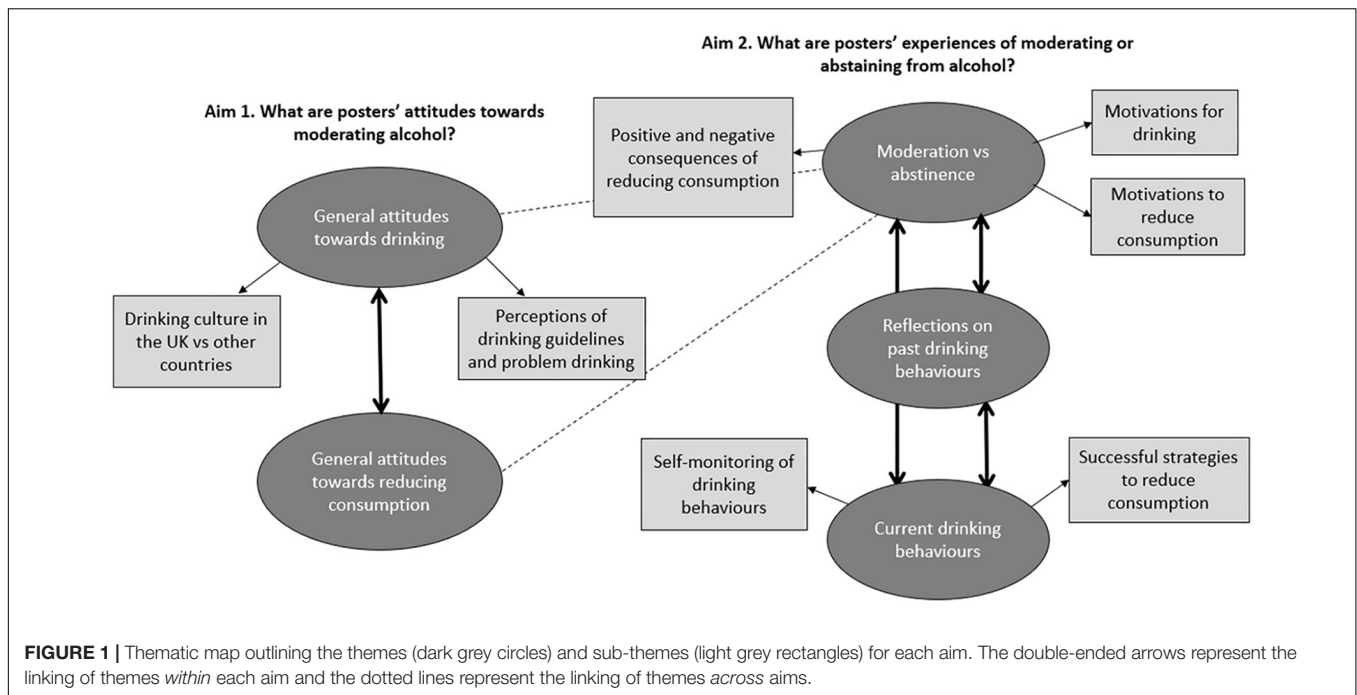 Aim 1. What are posters' attitudes towards
moderating alcohol?
General attitudes
towards drinking
Drinking culture in
the UK vs other
countries
Perceptions of
drinking guidelines
and problem drinking
General attitudes
towards reducing
consumption
Aim 2. What are posters' experiences of moderating or
abstaining from alcohol?
Positive and negative
consequences of
reducing consumption
Moderation vs
abstinence
Motivations for
drinking
Motivations to
reduce
consumption
Reflections on
past drinking
behaviours
Self-monitoring of
drinking
behaviours
Current drinking
behaviours
Successful strategies
to reduce
consumption
FIGURE 1 | Thematic map outlining the themes (dark grey circles) and sub-themes (light grey rectangles) for each aim. The double-ended arrows represent the
linking of themes within each aim and the dotted lines represent the linking of themes across aims.